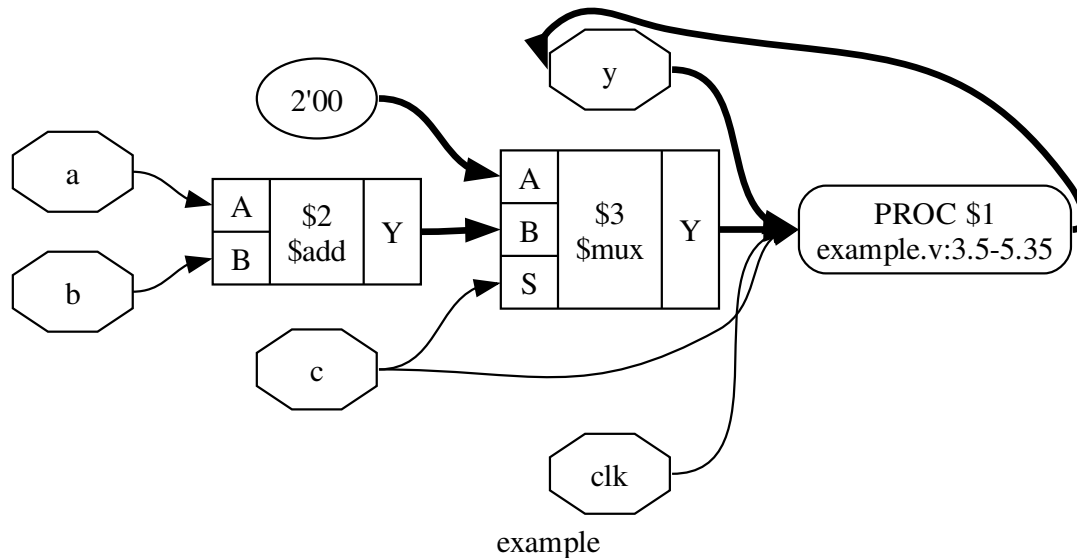 y
2'00
a
A
B
$2
$add
Y
A
B
S
$3
$mux
Y
PROC $1
example.v:3.5-5.35
b
c
clk
example